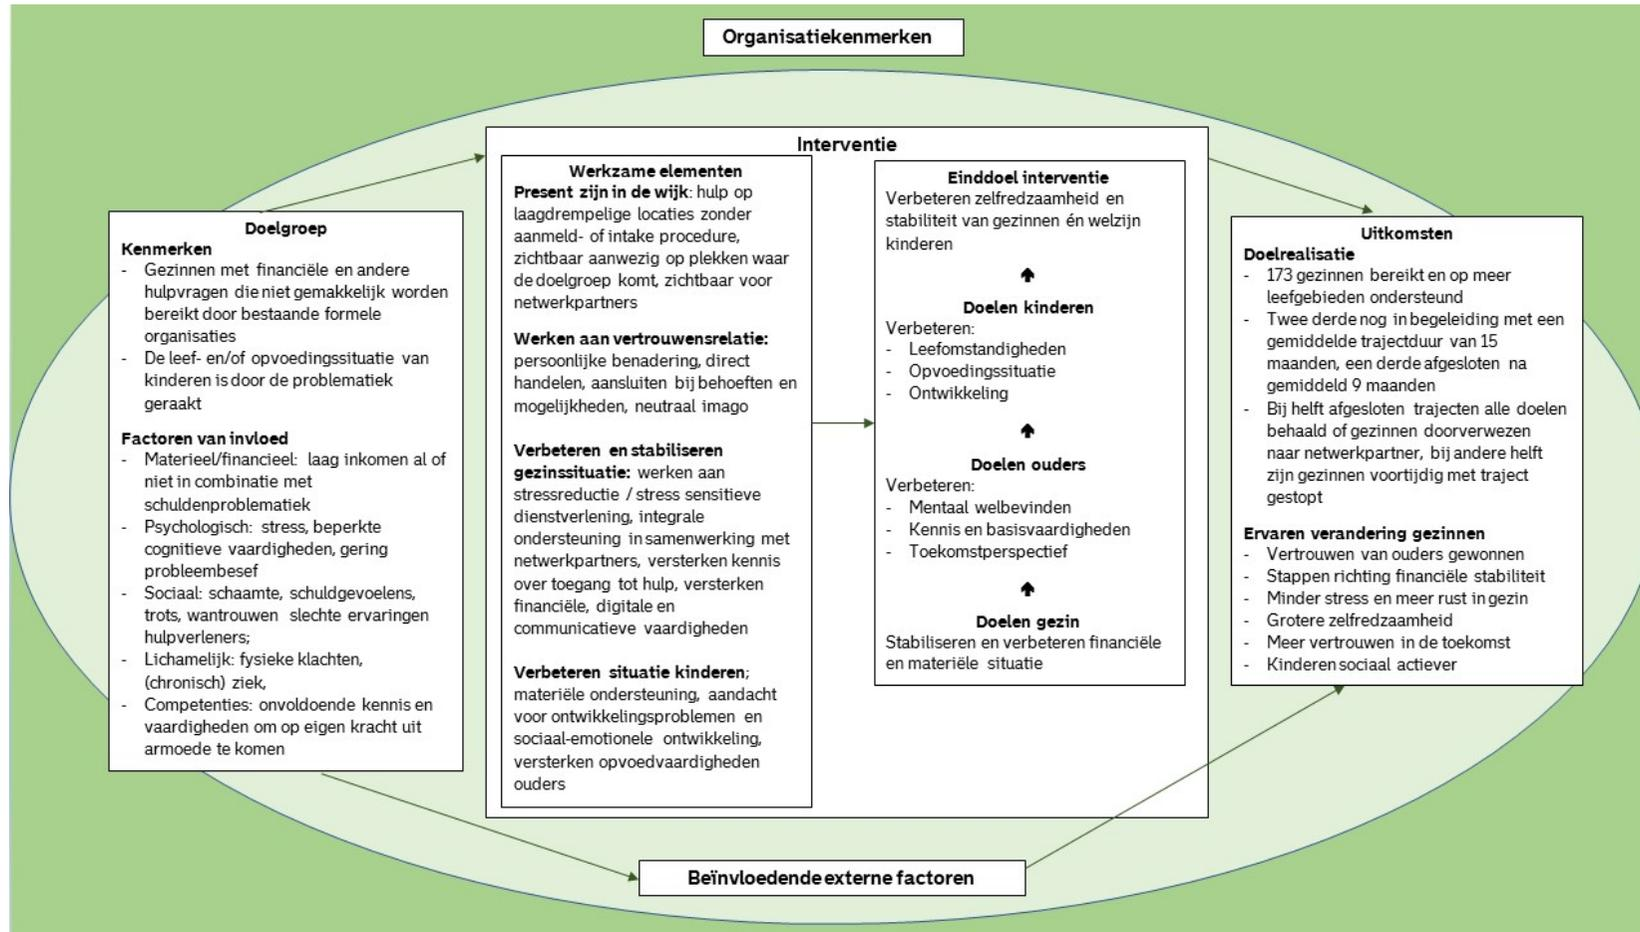 Organisatiekenmerken
Doelgroep
Kenmerken
- Gezinnen met financiële en andere
hulpvragen die niet gemakkelijk worden
bereikt door bestaande formele
organisaties
- De leef- en/of opvoedingssituatie van
kinderen is door de problematiek
geraakt
Factoren van invloed
- Materieel/financieel: laag inkomen al of
niet in combinatie met
schuldenproblematiek
- Psychologisch: stress, beperkte
cognitieve vaardigheden, gering
probleembesef
- Sociaal: schaamte, schuldgevoelens,
trots, wantrouwen slechte ervaringen
hulpverleners;
- Lichamelijk: fysieke klachten,
(chronisch) ziek,
- Competenties: onvoldoende kennis en
vaardigheden om op eigen kracht uit
armoede te komen
Interventie
Werkzame elementen
Present zijn in de wijk: hulp op
laagdrempelige locaties zonder
aanmeld- of intake procedure,
zichtbaar aanwezig op plekken waar
de doelgroep komt, zichtbaar voor
netwerkpartners
Werken aan vertrouwensrelatie:
persoonlijke benadering, direct
handelen, aansluiten bij behoeften en
mogelijkheden, neutraal imago
Verbeteren en stabiliseren
gezinssituatie: werken aan
stressreductie / stress sensitieve
dienstverlening, integrale
ondersteuning in samenwerking met
netwerkpartners, versterken kennis
over toegang tot hulp, versterken
financiële, digitale en
communicatieve vaardigheden
Verbeteren situatie kinderen;
materiële ondersteuning, aandacht
voor ontwikkelingsproblemen en
sociaal-emotionele ontwikkeling,
versterken opvoedvaardigheden
ouders
Einddoel interventie
Verbeteren zelfredzaamheid en
stabiliteit van gezinnen én welzijn
kinderen
Doelen kinderen
Verbeteren:
- Leefomstandigheden
- Opvoedingssituatie
- Ontwikkeling
Doelen ouders
Verbeteren:
- Mentaal welbevinden
- Kennis en basisvaardigheden
- Toekomstperspectief
Doelen gezin
Stabiliseren en verbeteren financiële
en materiële situatie
Uitkomsten
Doelrealisatie
- 173 gezinnen bereikt en op meer
leefgebieden ondersteund
- Twee derde nog in begeleiding met een
gemiddelde trajectduur van 15
maanden, een derde afgesloten na
gemiddeld 9 maanden
- Bij helft afgesloten trajecten alle doelen
behaald of gezinnen doorverwezen
naar netwerkpartner, bij andere helft
zijn gezinnen voortijdig met traject
gestopt
Ervaren verandering gezinnen
- Vertrouwen van ouders gewonnen
- Stappen richting financiële stabiliteit
- Minder stress en meer rust in gezin
- Grotere zelfredzaamheid
- Meer vertrouwen in de toekomst
- Kinderen sociaal actiever
Beïnvloedende externe factoren